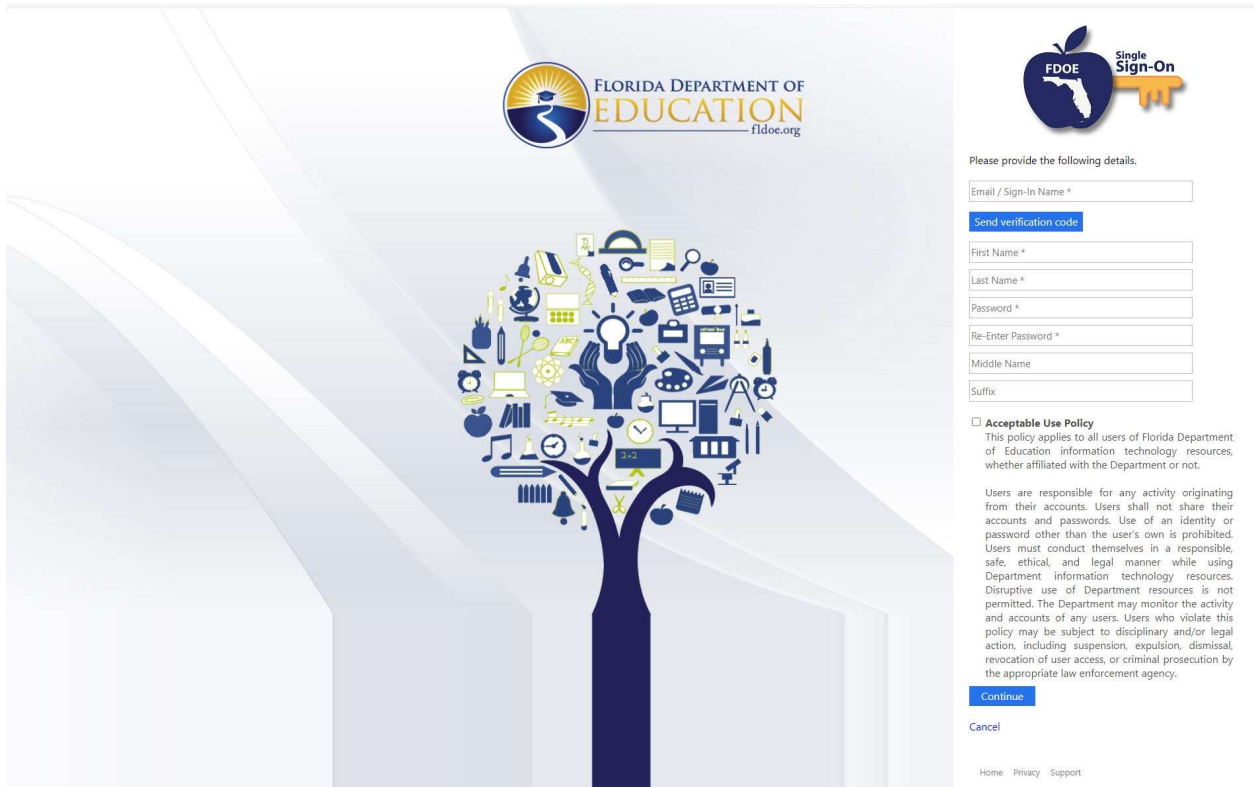 FLORIDA DEPARTMENT OF
EDUCATION
fldoe.org
2+2
ABC
FDOE
Single
Sign-On
Please provide the following details.
Email / Sign-In Name *
Send verification code
First Name *
Last Name *
Password *
Re-Enter Password *
Middle Name
Suffix
Acceptable Use Policy
This policy applies to all users of Florida Department
of Education information technology resources,
whether affiliated with the Department or not.
Users are responsible for any activity originating
from their accounts. Users shall not share their
accounts and passwords. Use of an identity or
password other than the user's own is prohibited.
Users must conduct themselves in a responsible,
safe, ethical, and legal manner while using
Department information technology resources.
Disruptive use of Department resources is not
permitted. The Department may monitor the activity
and accounts of any users. Users who violate this
policy may be subject to disciplinary and/or legal
action, including suspension, expulsion, dismissal,
revocation of user access, or criminal prosecution by
the appropriate law enforcement agency.
Continue
Cancel
Home Privacy Support